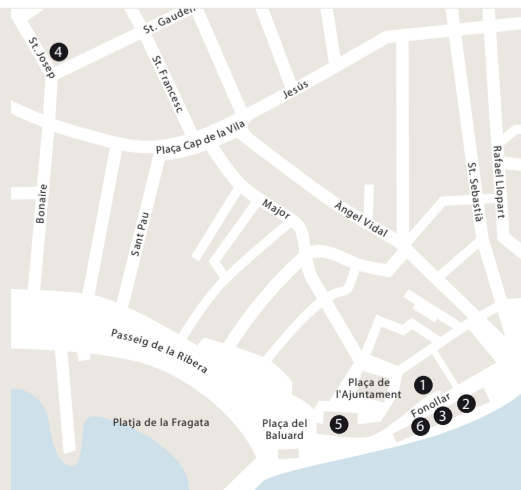 St. Gauden
St. Josep
4
St. Francesc
Jesús
Plaça Cap de la Vila
Rafael Llopart
St. Sebastià
Bonaire
Sant Pau
Major
Àngel Vidal
Passeig de la Ribera
Plaça de
l'Ajuntament
1
Fonollar
2
3
6
5
Platja de la Fragata
Plaça del
Baluard